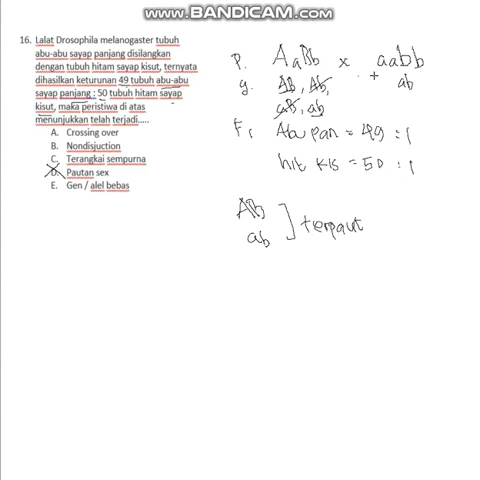 WWW.BANDICAM.COM
16. Lalat Drosophila melanogaster tubuh
abu-abu sayap panjang disilangkan
dengan tubuh hitam sayap kisut, ternyata
dihasilkan keturunan 49 tubuh abu-abu
sayap panjang : 50 tubuh hitam sayap
kisut, maka peristiwa di atas
menunjukkan telah terjadi.....
A. Crossing over
B. Nondisjuction
C. Terangkai sempurna
D. Pautan sex
E. Gen / alel bebas
P. AaBb x aabb
g. AB, Ab, ab
aB, ab
F1 Abu pan = 49 : 1
hit kis = 50 : 1
AB
ab ] terpaut